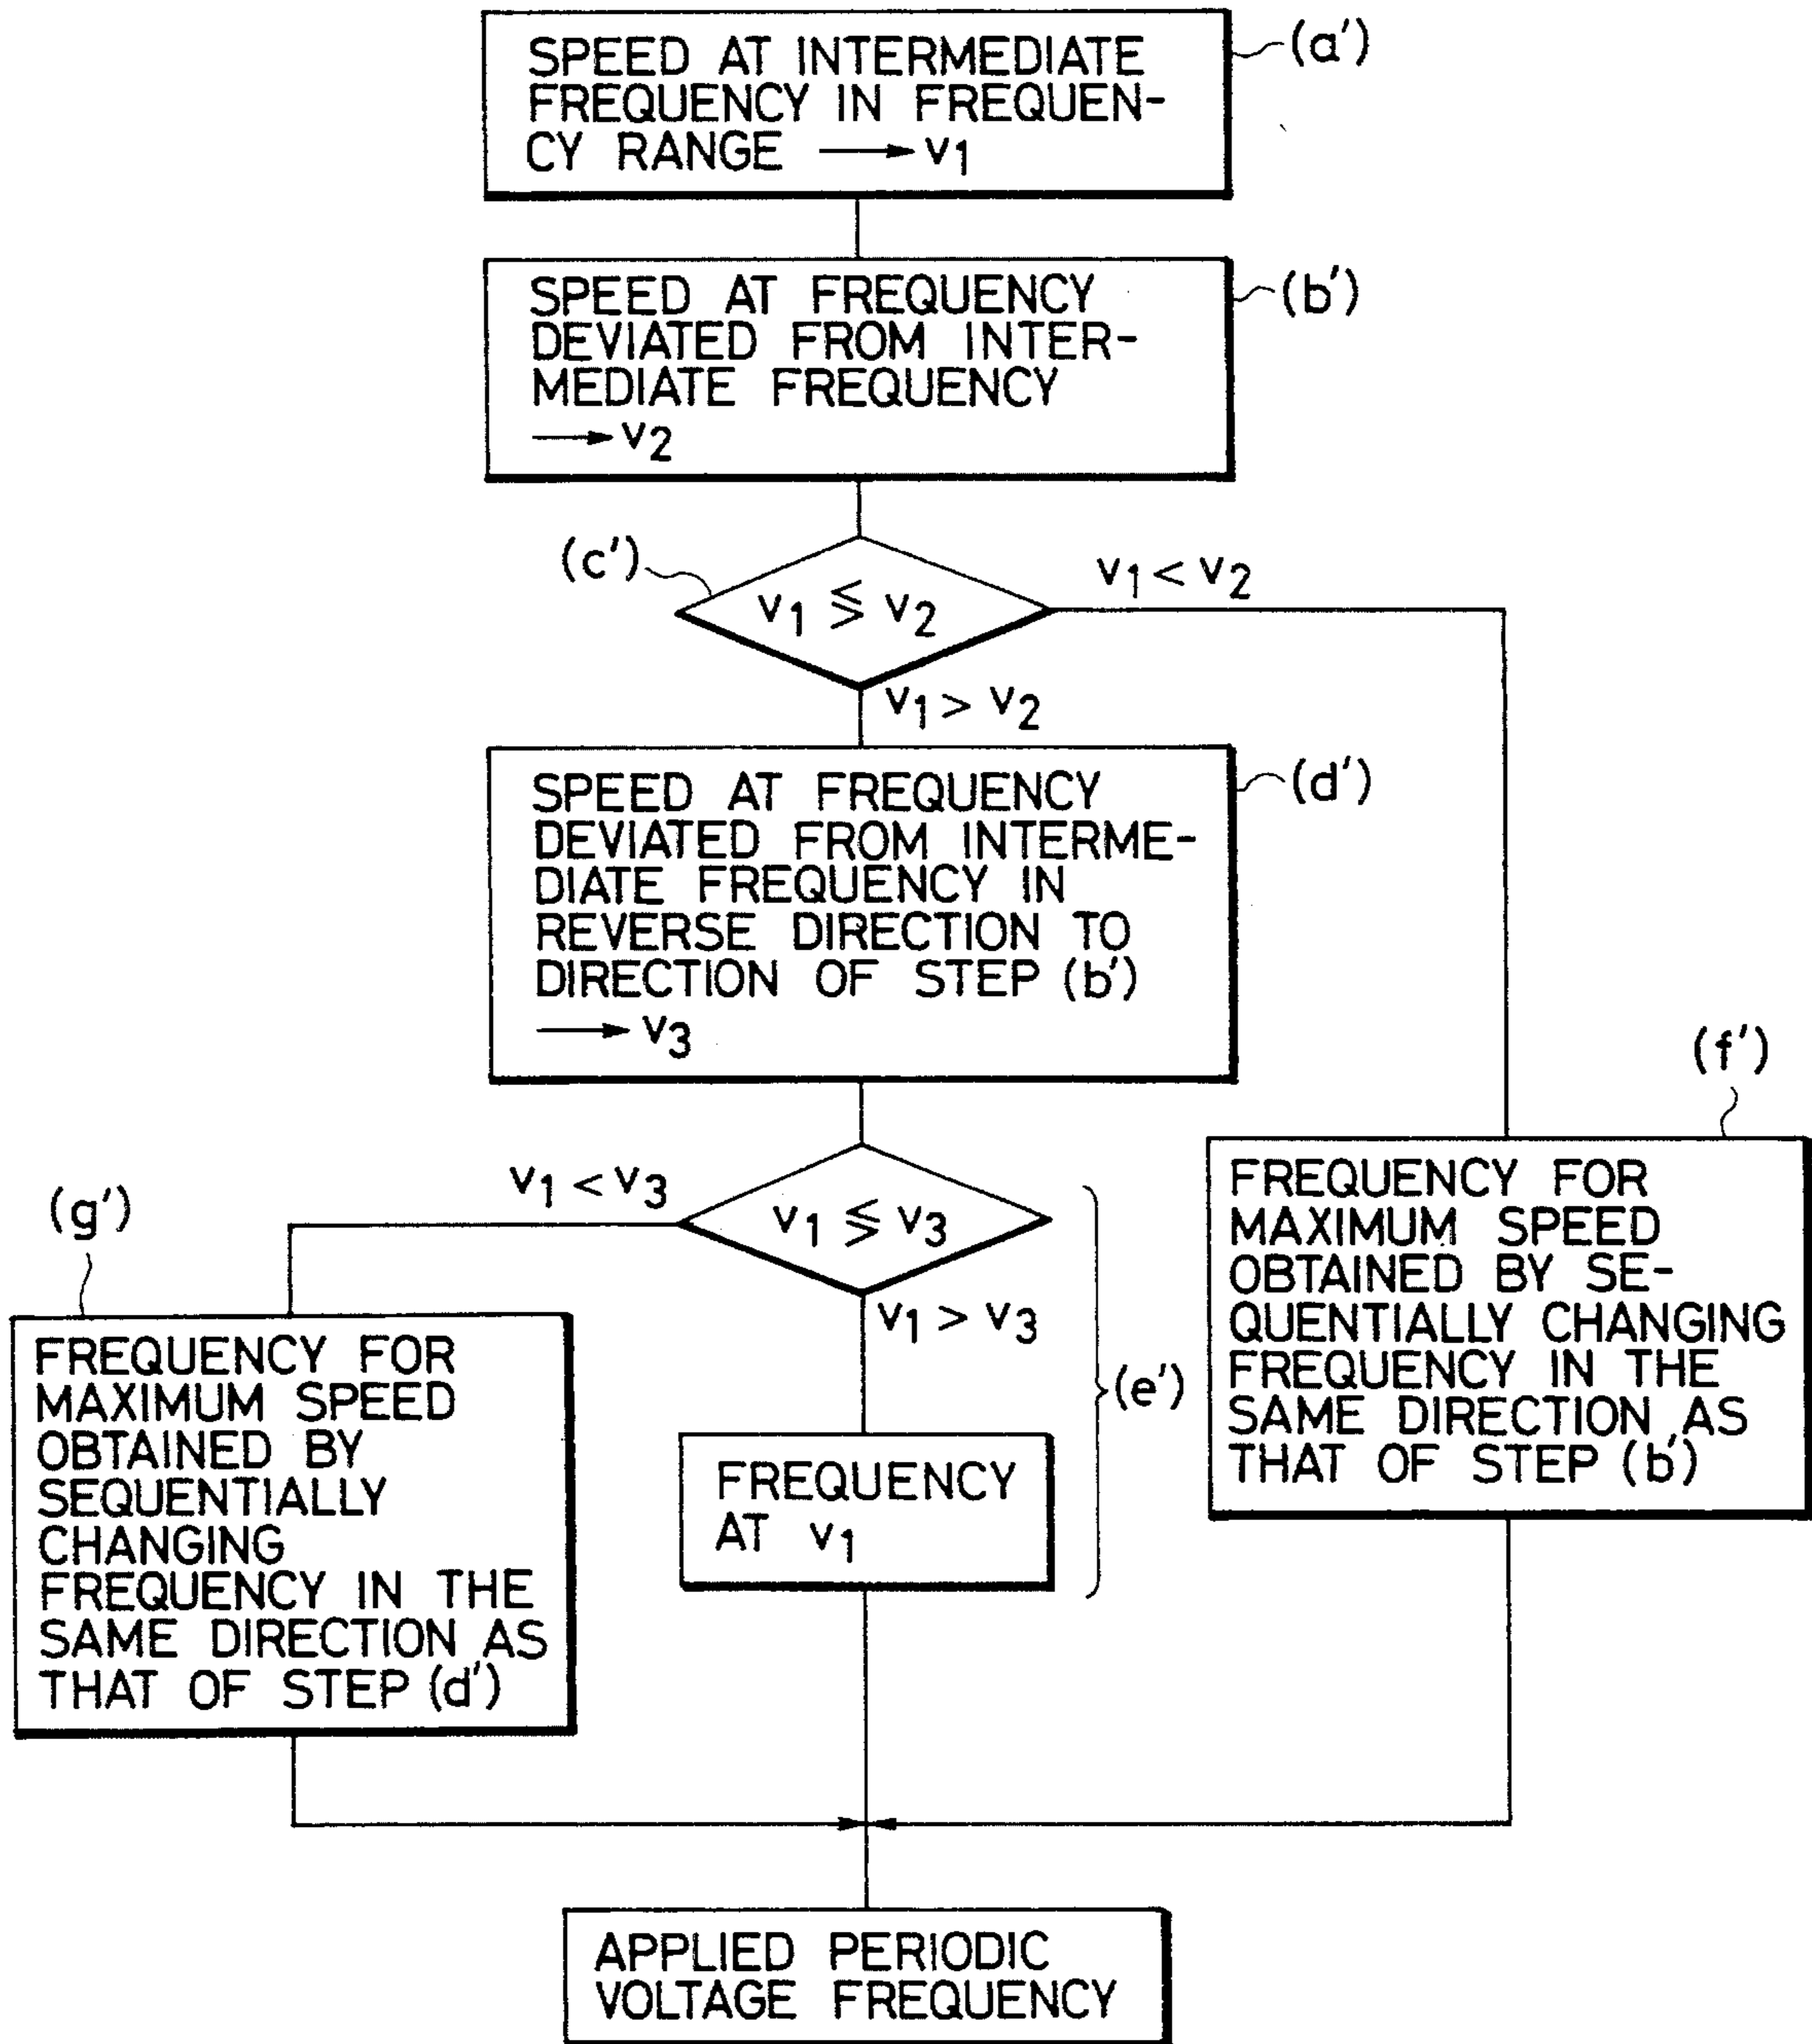 SPEED AT INTERMEDIATE
FREQUENCY IN FREQUEN-
CY RANGE → v1
(a')
SPEED AT FREQUENCY
DEVIATED FROM INTER-
MEDIATE FREQUENCY
→ v2
(b')
(c')
v1 ≶ v2
v1 < v2
v1 > v2
SPEED AT FREQUENCY
DEVIATED FROM INTERME-
DIATE FREQUENCY IN
REVERSE DIRECTION TO
DIRECTION OF STEP (b')
→ v3
(d')
(f')
v1 < v3
v1 ≶ v3
v1 > v3
(g')
FREQUENCY FOR
MAXIMUM SPEED
OBTAINED BY
SEQUENTIALLY
CHANGING
FREQUENCY IN THE
SAME DIRECTION AS
THAT OF STEP (d')
FREQUENCY
AT v1
(e')
FREQUENCY FOR
MAXIMUM SPEED
OBTAINED BY SE-
QUENTIALLY CHANGING
FREQUENCY IN THE
SAME DIRECTION AS
THAT OF STEP (b')
APPLIED PERIODIC
VOLTAGE FREQUENCY